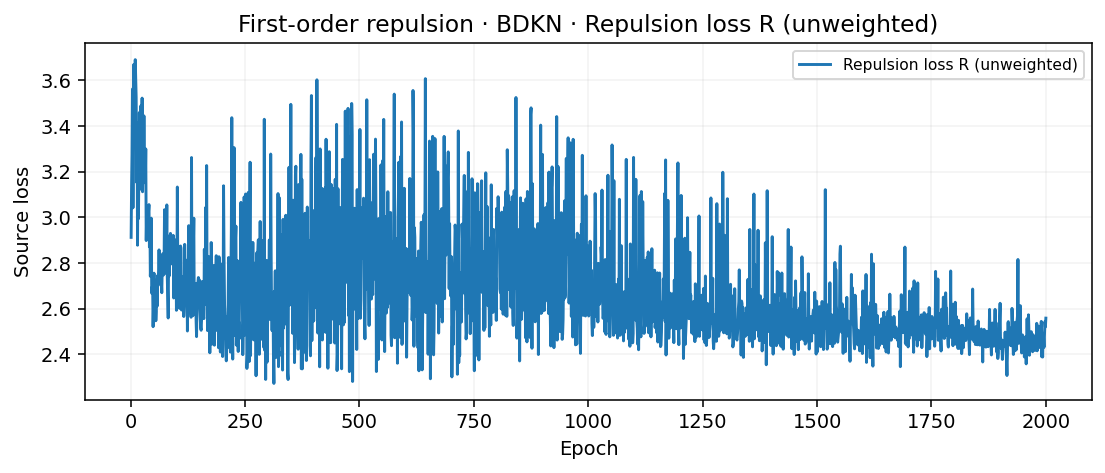 First-order repulsion · BDKN · Repulsion loss R (unweighted)
Repulsion loss R (unweighted)
Source loss
3.6
3.4
3.2
3.0
2.8
2.6
2.4
0 250 500 750 1000 1250 1500 1750 2000
Epoch